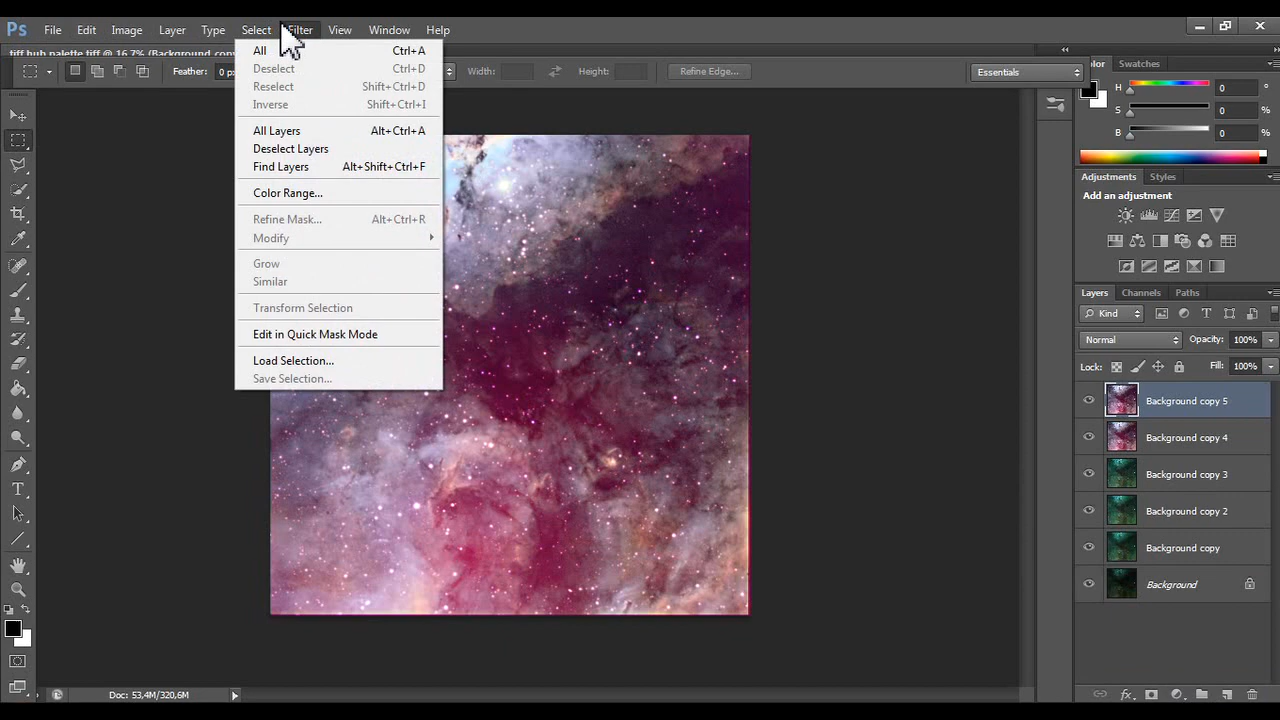 Ps File Edit Image Layer Type Select Filter View Window Help
tiff hub palette.tiff @ 16,7% (Background cop
Feather: 0 p Width: Height: Refine Edge... Essentials
All Ctrl+A
Deselect Ctrl+D
Reselect Shift+Ctrl+D
Inverse Shift+Ctrl+I
All Layers Alt+Ctrl+A
Deselect Layers
Find Layers Alt+Shift+Ctrl+F
Color Range...
Refine Mask... Alt+Ctrl+R
Modify
Grow
Similar
Transform Selection
Edit in Quick Mask Mode
Load Selection...
Save Selection...
Color Swatches
H 0 °
S 0 %
B 0 %
Adjustments Styles
Add an adjustment
Layers Channels Paths
Kind
Normal Opacity: 100%
Lock: Fill: 100%
Background copy 5
Background copy 4
Background copy 3
Background copy 2
Background copy
Background
Doc: 53,4M/320,6M